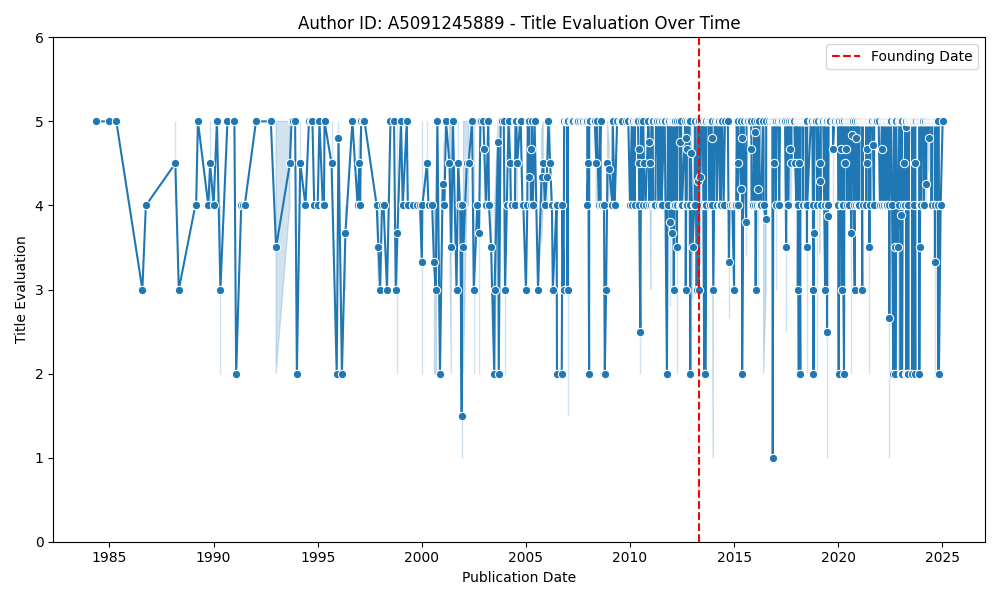 Author ID: A5091245889 - Title Evaluation Over Time
Founding Date
Title Evaluation
6
5
4
3
2
1
0
1985 1990 1995 2000 2005 2010 2015 2020 2025
Publication Date